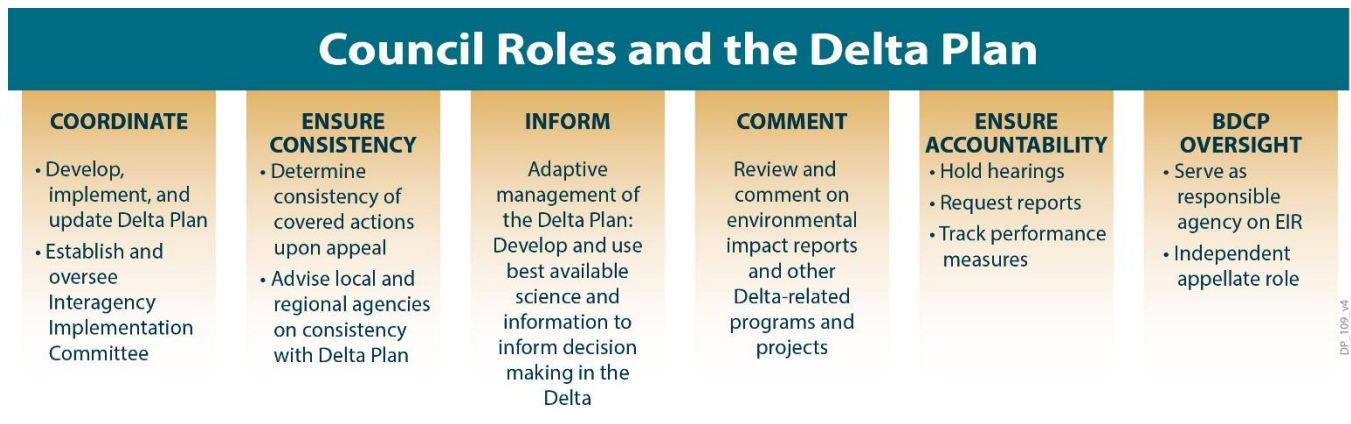 Council Roles and the Delta Plan
COORDINATE
• Develop,
implement, and
update Delta Plan
• Establish and
oversee
Interagency
Implementation
Committee
ENSURE
CONSISTENCY
• Determine
consistency of
covered actions
upon appeal
• Advise local and
regional agencies
on consistency
with Delta Plan
INFORM
Adaptive
management of
the Delta Plan:
Develop and use
best available
science and
information to
inform decision
making in the
Delta
COMMENT
Review and
comment on
environmental
impact reports
and other
Delta-related
programs and
projects
ENSURE
ACCOUNTABILITY
• Hold hearings
• Request reports
• Track performance
measures
BDCP
OVERSIGHT
• Serve as
responsible
agency on EIR
• Independent
appellate role
DP_109_v4